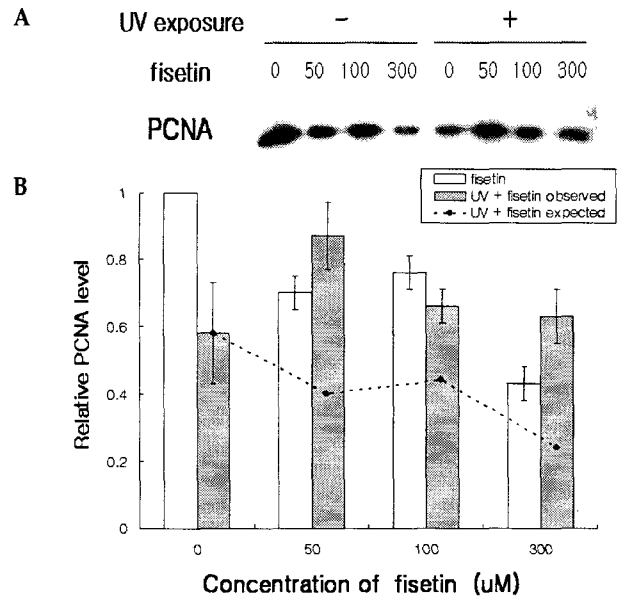 A
UV exposure - +
fisetin 0 50 100 300 0 50 100 300
PCNA
B
fisetin
UV + fisetin observed
UV + fisetin expected
Relative PCNA level
1
0.8
0.6
0.4
0.2
0
0 50 100 300
Concentration of fisetin (uM)